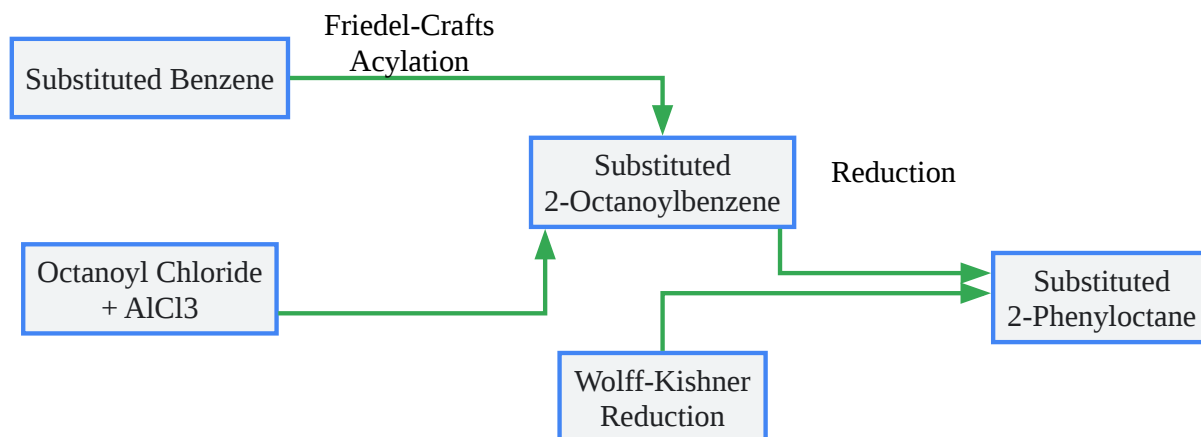 Friedel-Crafts
Acylation
Substituted Benzene
Substituted
2-Octanoylbenzene
Reduction
Octanoyl Chloride
+ AlCl3
Substituted
2-Phenyloctane
Wolff-Kishner
Reduction